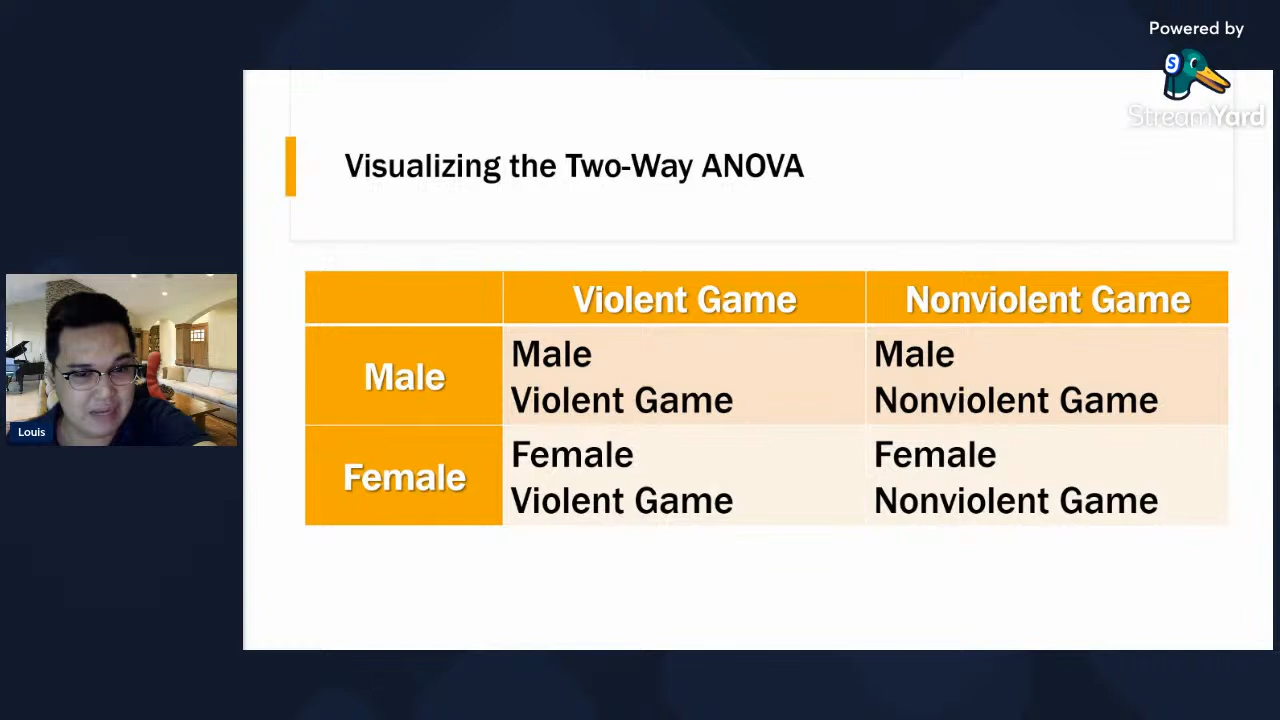 Powered by
S
StreamYard
Visualizing the Two-Way ANOVA
Violent Game
Nonviolent Game
Male
Male
Violent Game
Male
Nonviolent Game
Female
Female
Violent Game
Female
Nonviolent Game
Louis